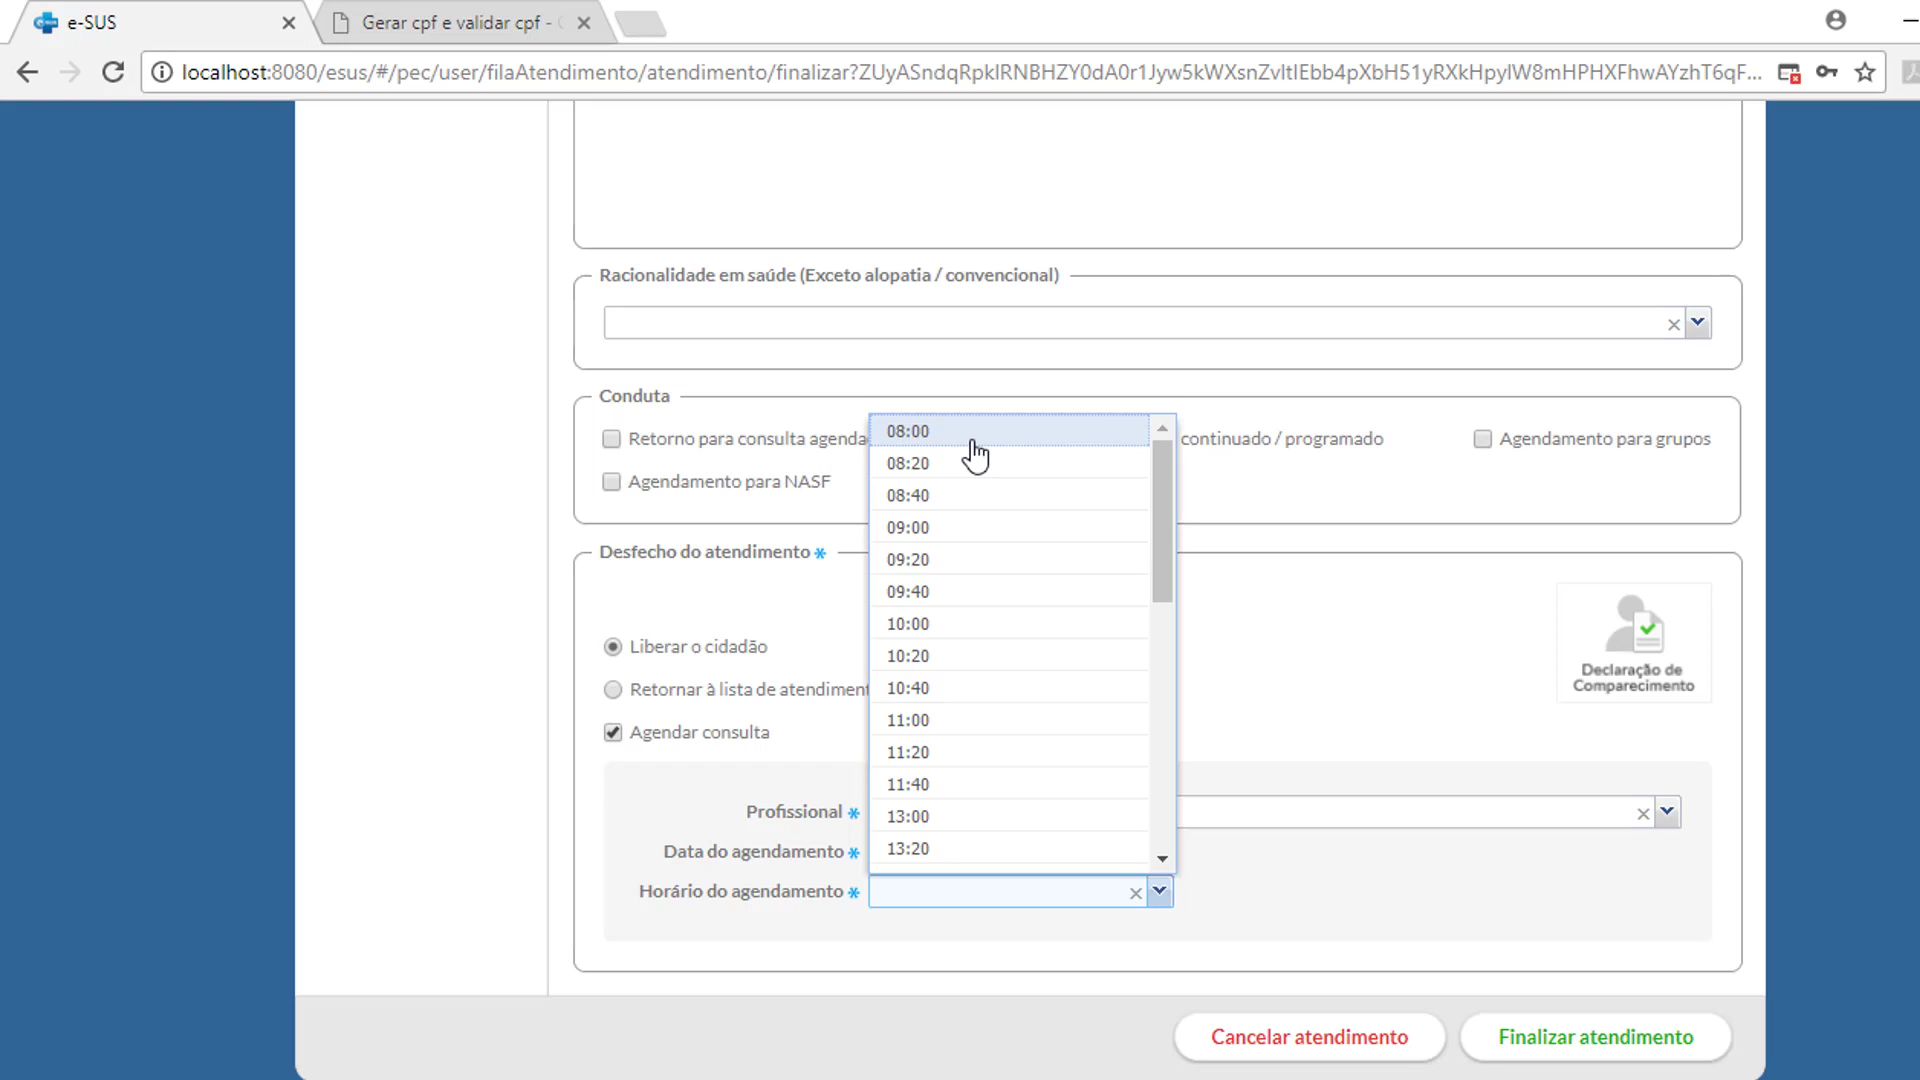 e-SUS
Gerar cpf e validar cpf -
localhost:8080/esus/#/pec/user/filaAtendimento/atendimento/finalizar?
Racionalidade em saúde (Exceto alopatia / convencional)
Conduta
Retorno para consulta agenda
continuado / programado
Agendamento para grupos
Agendamento para NASF
08:00
08:20
08:40
09:00
09:20
09:40
10:00
10:20
10:40
11:00
11:20
11:40
13:00
13:20
Desfecho do atendimento *
Liberar o cidadão
Retornar à lista de atendiment
Agendar consulta
Declaração de
Comparecimento
Profissional *
Data do agendamento *
Horário do agendamento *
Cancelar atendimento
Finalizar atendimento